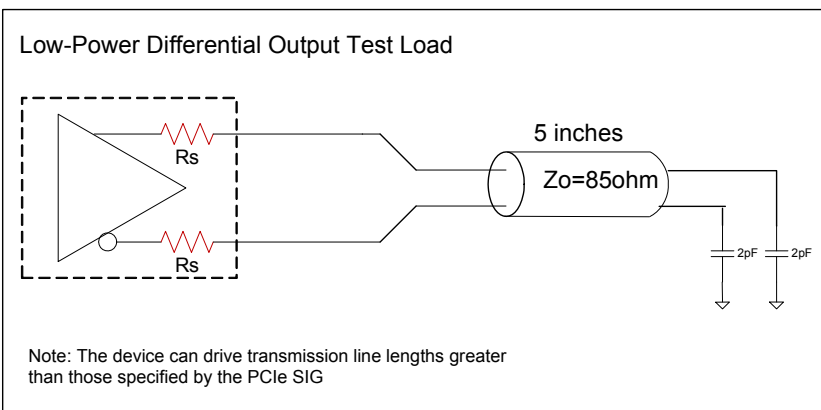 Low-Power Differential Output Test Load
Rs
5 inches
Zo=85ohm
2pF
2pF
Rs
Note: The device can drive transmission line lengths greater
than those specified by the PCIe SIG